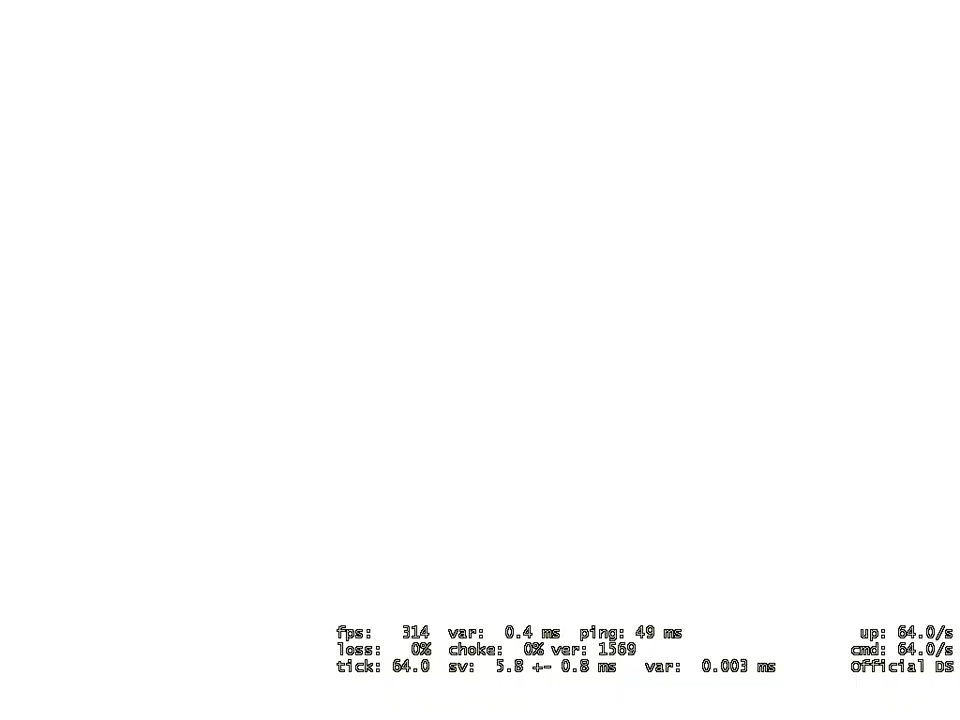 fps: 314 var: 0.4 ms ping: 49 ms up: 64.0/s
loss: 0% choke: 0% ver: 1569 cmd: 64.0/s
tick: 64.0 sv: 5.8 +- 0.8 ms var: 0.003 ms Official DS